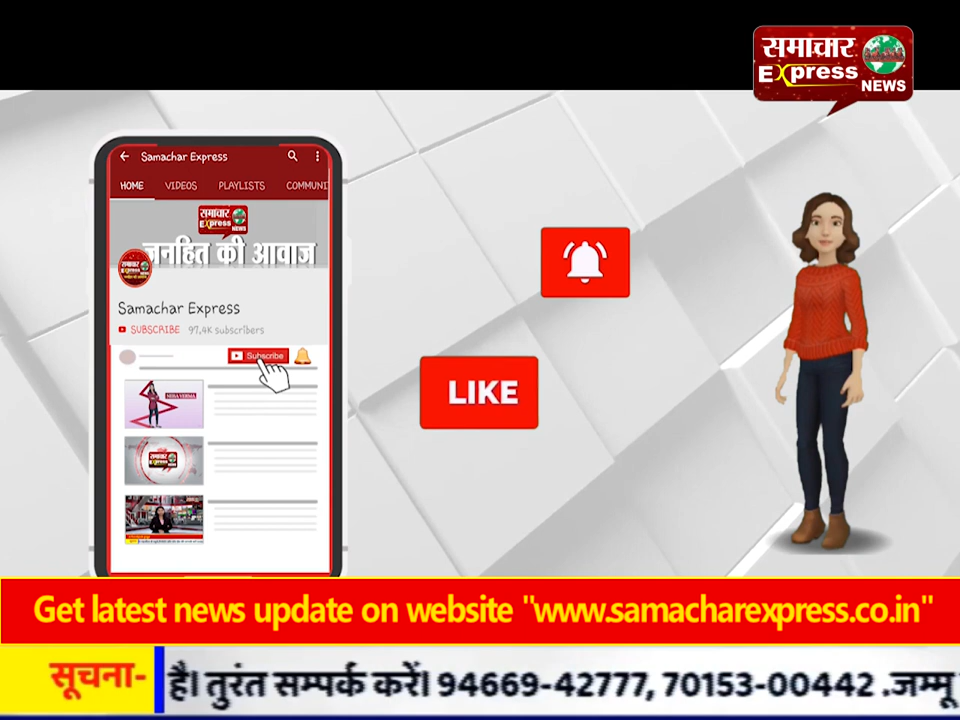 समाचार
Express
NEWS
Samachar Express
HOME VIDEOS PLAYLISTS COMMUNI
समाचार
Express
NEWS
जनहित की आवाज
Samachar Express
SUBSCRIBE 97.4K subscribers
Subscribe
LIKE
Get latest news update on website "www.samacharexpress.co.in"
सूचना- है। तुरंत सम्पर्क करें। 94669-42777, 70153-00442 .जम्मू